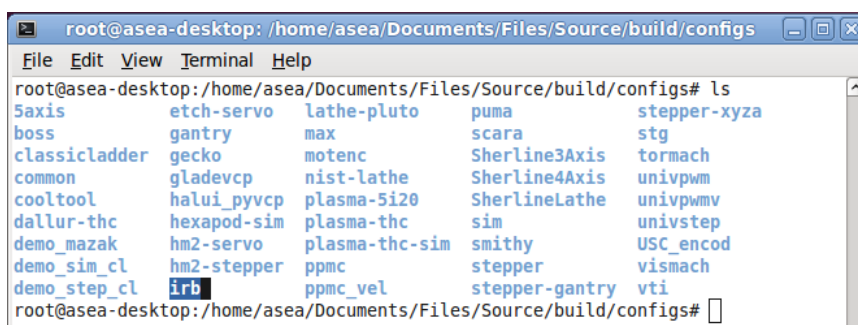 root@asea-desktop: /home/asea/Documents/Files/Source/build/configs
File Edit View Terminal Help
root@asea-desktop:/home/asea/Documents/Files/Source/build/configs# ls
5axis etch-servo lathe-pluto puma stepper-xyza
boss gantry max scara stg
classicladder gecko motenc Sherline3Axis tormach
common gladevcp nist-lathe Sherline4Axis univpwm
cooltool halui_pyvcp plasma-5i20 SherlineLathe univpwmv
dallur-thc hexapod-sim plasma-thc sim univstep
demo_mazak hm2-servo plasma-thc-sim smithy USC_encod
demo_sim_cl hm2-stepper ppmc stepper vismach
demo_step_cl irb ppmc_vel stepper-gantry vti
root@asea-desktop:/home/asea/Documents/Files/Source/build/configs#